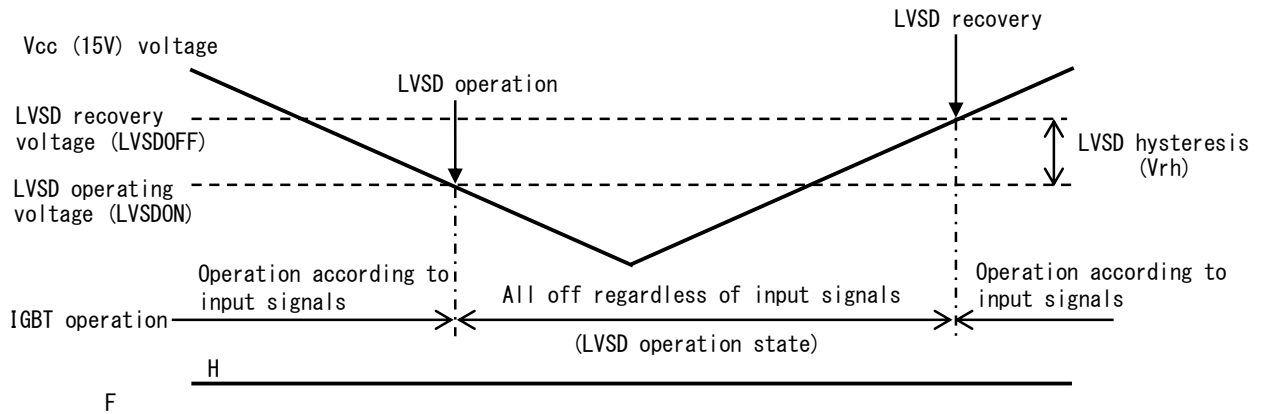 LVSD recovery
Vcc (15V) voltage
LVSD operation
LVSD recovery
voltage (LVSDOFF)
LVSD hysteresis
(Vrh)
LVSD operating
voltage (LVSDON)
Operation according to
input signals
All off regardless of input signals
Operation according to
input signals
IGBT operation
(LVSD operation state)
H
F